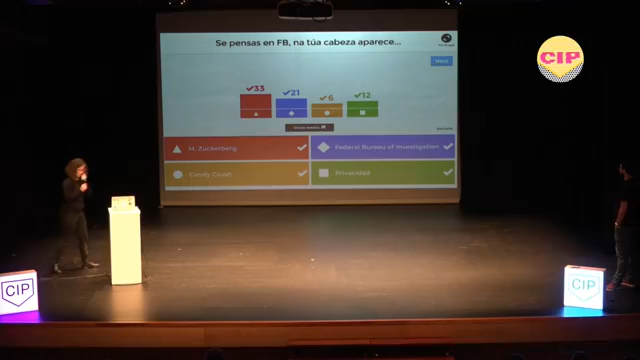 Se pensas en FB, na túa cabeza aparece...
Next
33
21
6
12
Show media
M. Zuckerberg
Federal Bureau of Investigation
Candy Crush
Privacidad
CIP
CIP
CIP